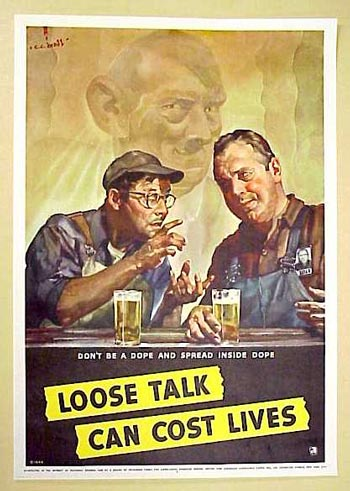 DON'T BE A DOPE AND SPREAD INSIDE DOPE
LOOSE TALK
CAN COST LIVES